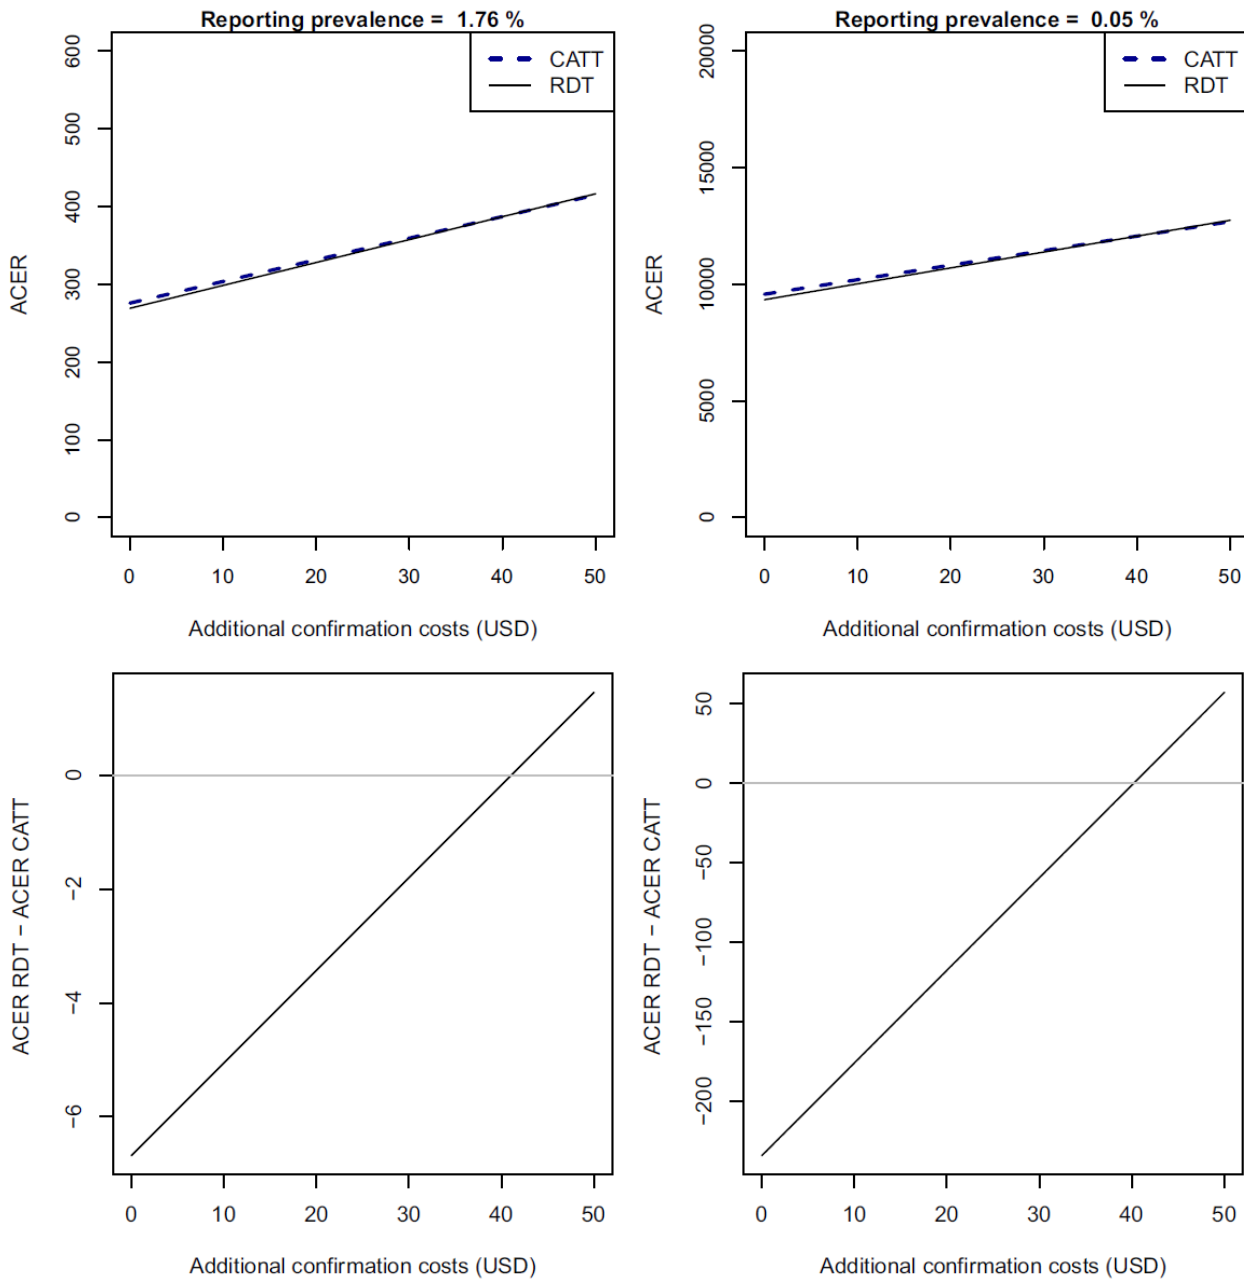 Reporting prevalence =  1.76 %
600
500
400
300
200
100
0
ACER
CATT
RDT
0 10 20 30 40 50
Additional confirmation costs (USD)
Reporting prevalence =  0.05 %
20000
15000
10000
5000
0
ACER
CATT
RDT
0 10 20 30 40 50
Additional confirmation costs (USD)
0
−2
−4
−6
ACER RDT − ACER CATT
0 10 20 30 40 50
Additional confirmation costs (USD)
50
0
−50
−100
−150
−200
ACER RDT − ACER CATT
0 10 20 30 40 50
Additional confirmation costs (USD)